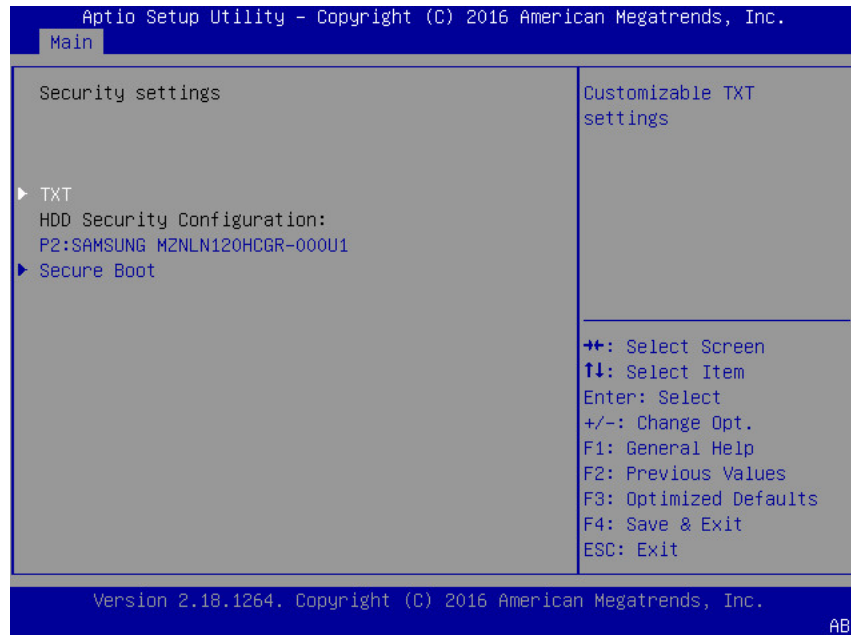 Aptio Setup Utility – Copyright (C) 2016 American Megatrends, Inc.
Main
Security settings
TXT
HDD Security Configuration:
P2:SAMSUNG MZNLN120HCGR-000U1
Secure Boot
Customizable TXT
settings
→←: Select Screen
↑↓: Select Item
Enter: Select
+/-: Change Opt.
F1: General Help
F2: Previous Values
F3: Optimized Defaults
F4: Save & Exit
ESC: Exit
Version 2.18.1264. Copyright (C) 2016 American Megatrends, Inc.
AB